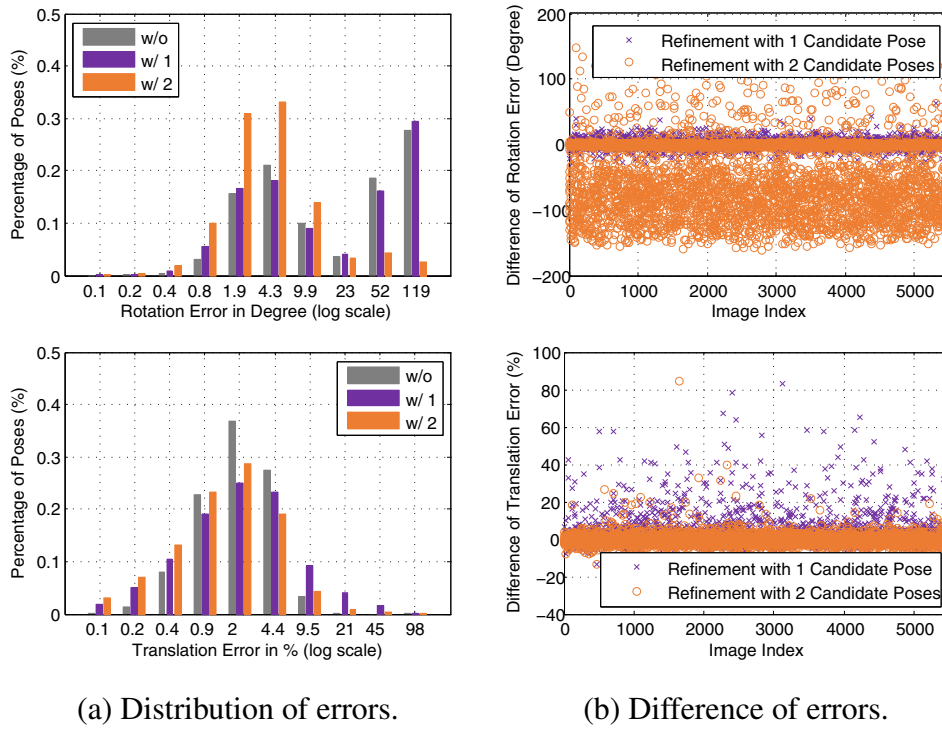 0.5
0.4
0.3
0.2
0.1
0
Percentage of Poses (%)
w/o
w/ 1
w/ 2
0.1 0.2 0.4 0.8 1.9 4.3 9.9 23 52 119
Rotation Error in Degree (log scale)
200
100
0
−100
−200
Difference of Rotation Error (Degree)
Refinement with 1 Candidate Pose
Refinement with 2 Candidate Poses
0 1000 2000 3000 4000 5000
Image Index
0.5
0.4
0.3
0.2
0.1
0
Percentage of Poses (%)
w/o
w/ 1
w/ 2
0.1 0.2 0.4 0.9 2 4.4 9.5 21 45 98
Translation Error in % (log scale)
100
80
60
40
20
0
−20
−40
Difference of Translation Error (%)
Refinement with 1 Candidate Pose
Refinement with 2 Candidate Poses
0 1000 2000 3000 4000 5000
Image Index
(a) Distribution of errors.
(b) Difference of errors.